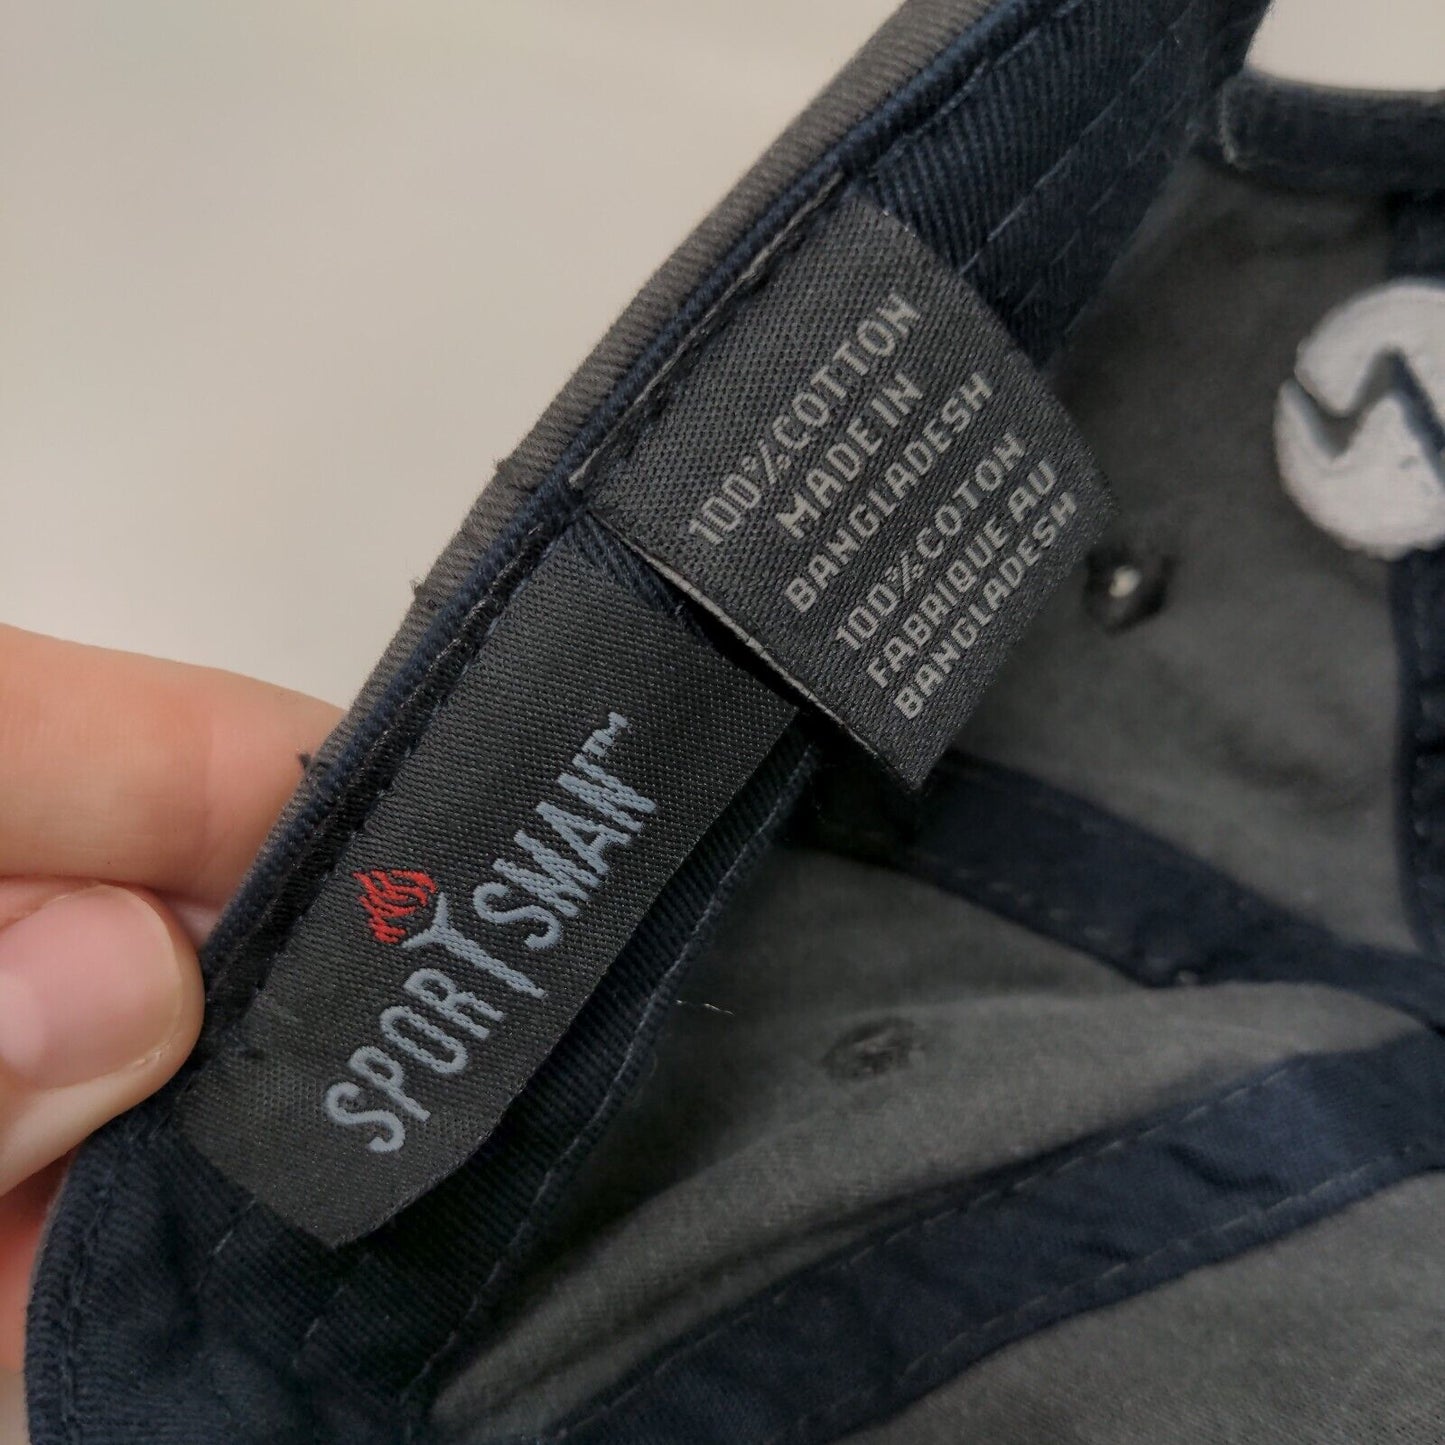 100% COTTON
MADE IN
BANGLADESH
100% COTON
FABRIQUE AU
BANGLADESH
SPORTSMAN™